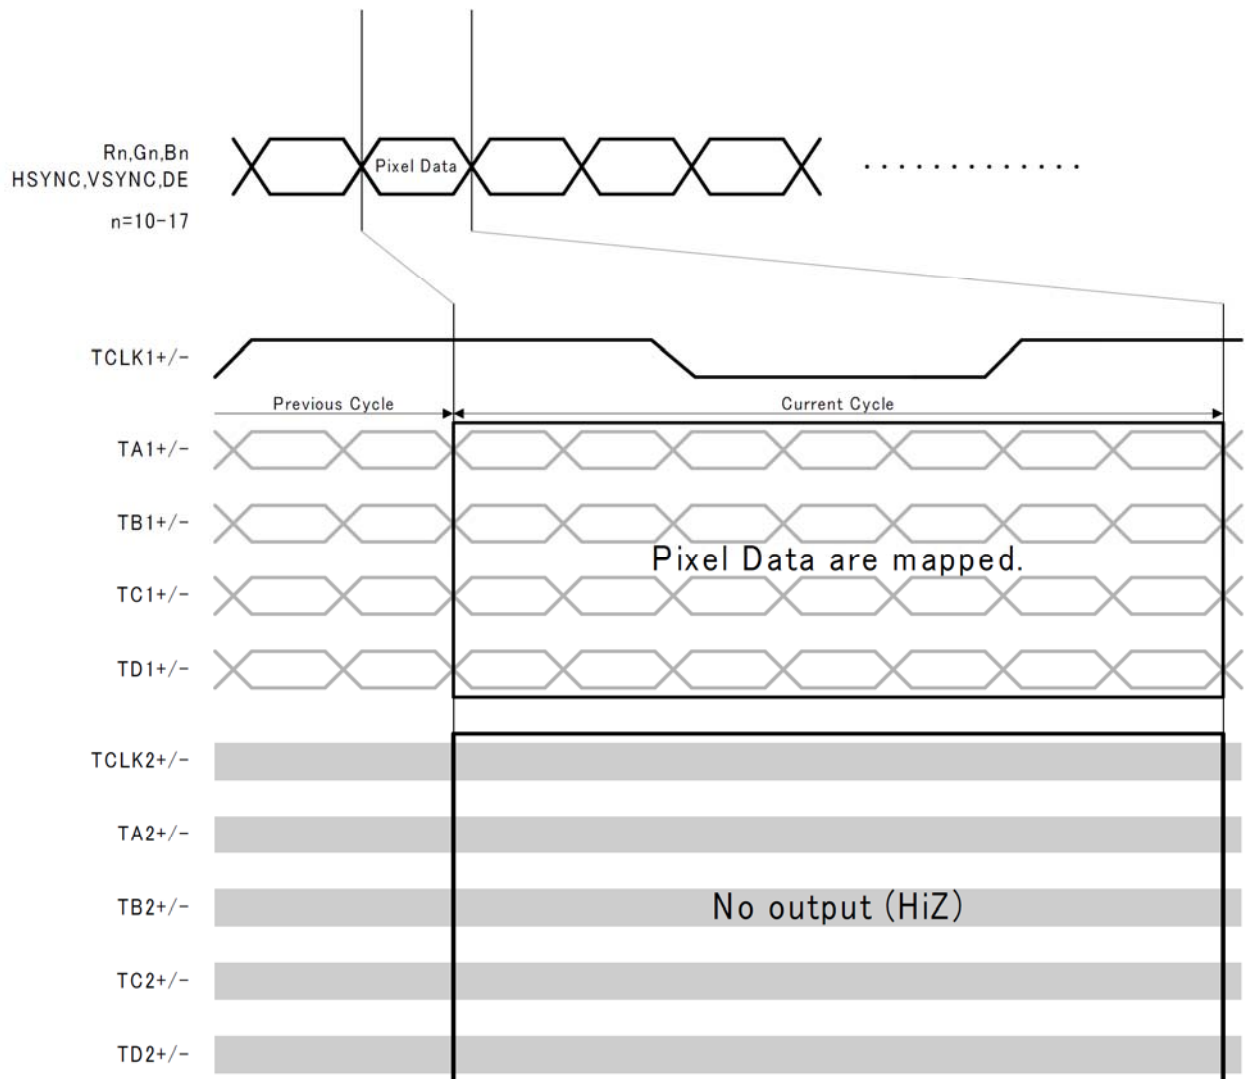 Rn,Gn,Bn
HSYNC,VSYNC,DE
n=10-17
Pixel Data
TCLK1+/-
Previous Cycle
Current Cycle
TA1+/-
TB1+/-
Pixel Data are mapped.
TC1+/-
TD1+/-
TCLK2+/-
TA2+/-
TB2+/-
No output (HiZ)
TC2+/-
TD2+/-